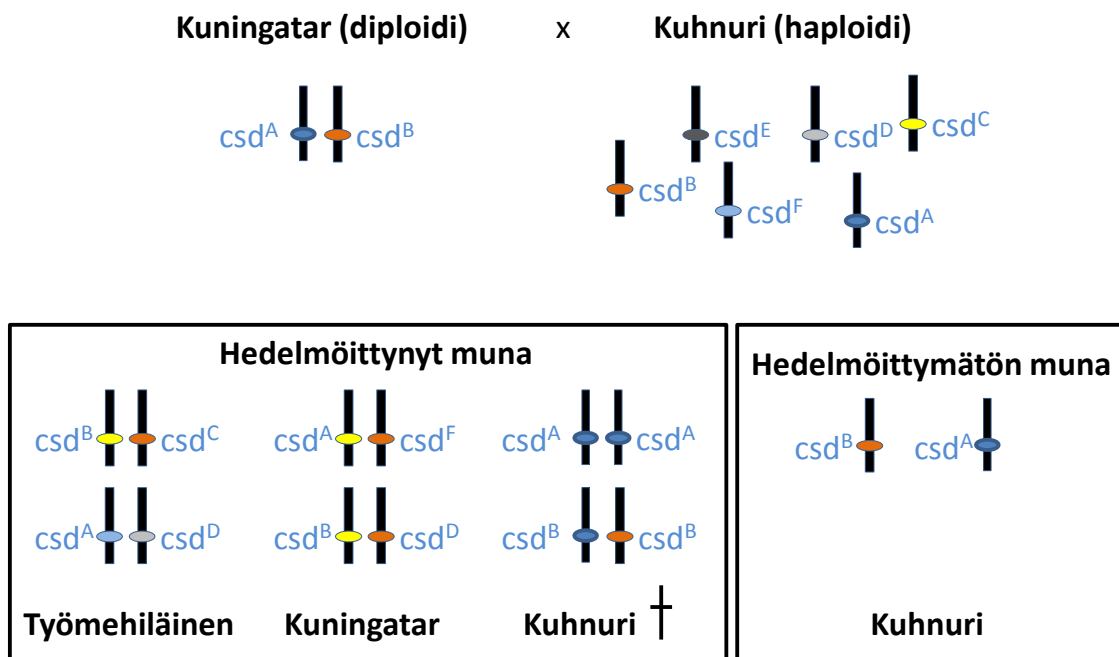 Kuningatar (diploidi) x Kuhnuri (haploidi)
csdA csdB
csdE csdD csdC
csdB csdF csdA
Hedelmöittynyt muna
csdB csdC csdA csdF csdA csdA
csdA csdD csdB csdD csdB csdB
Työmehiläinen Kuningatar Kuhnuri †
Hedelmöittymätön muna
csdB csdA
Kuhnuri